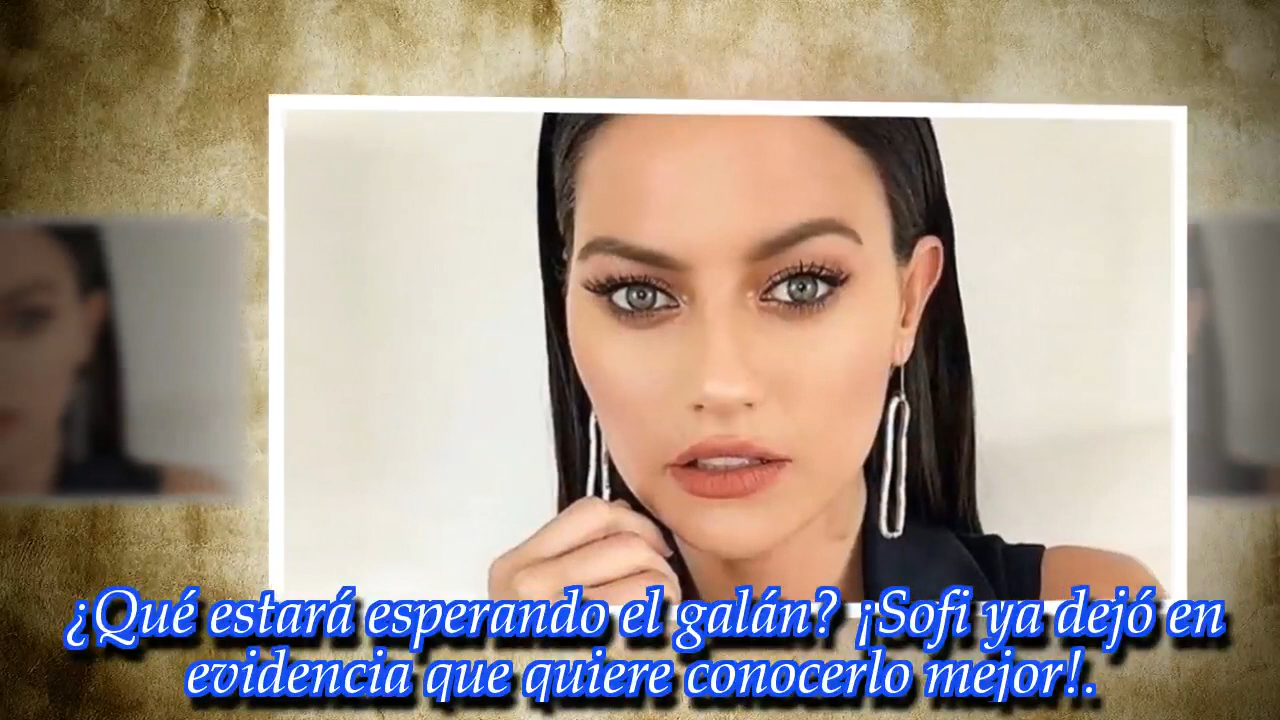 ¿Qué estará esperando el galán? ¡Sofi ya dejó en
evidencia que quiere conocerlo mejor!.